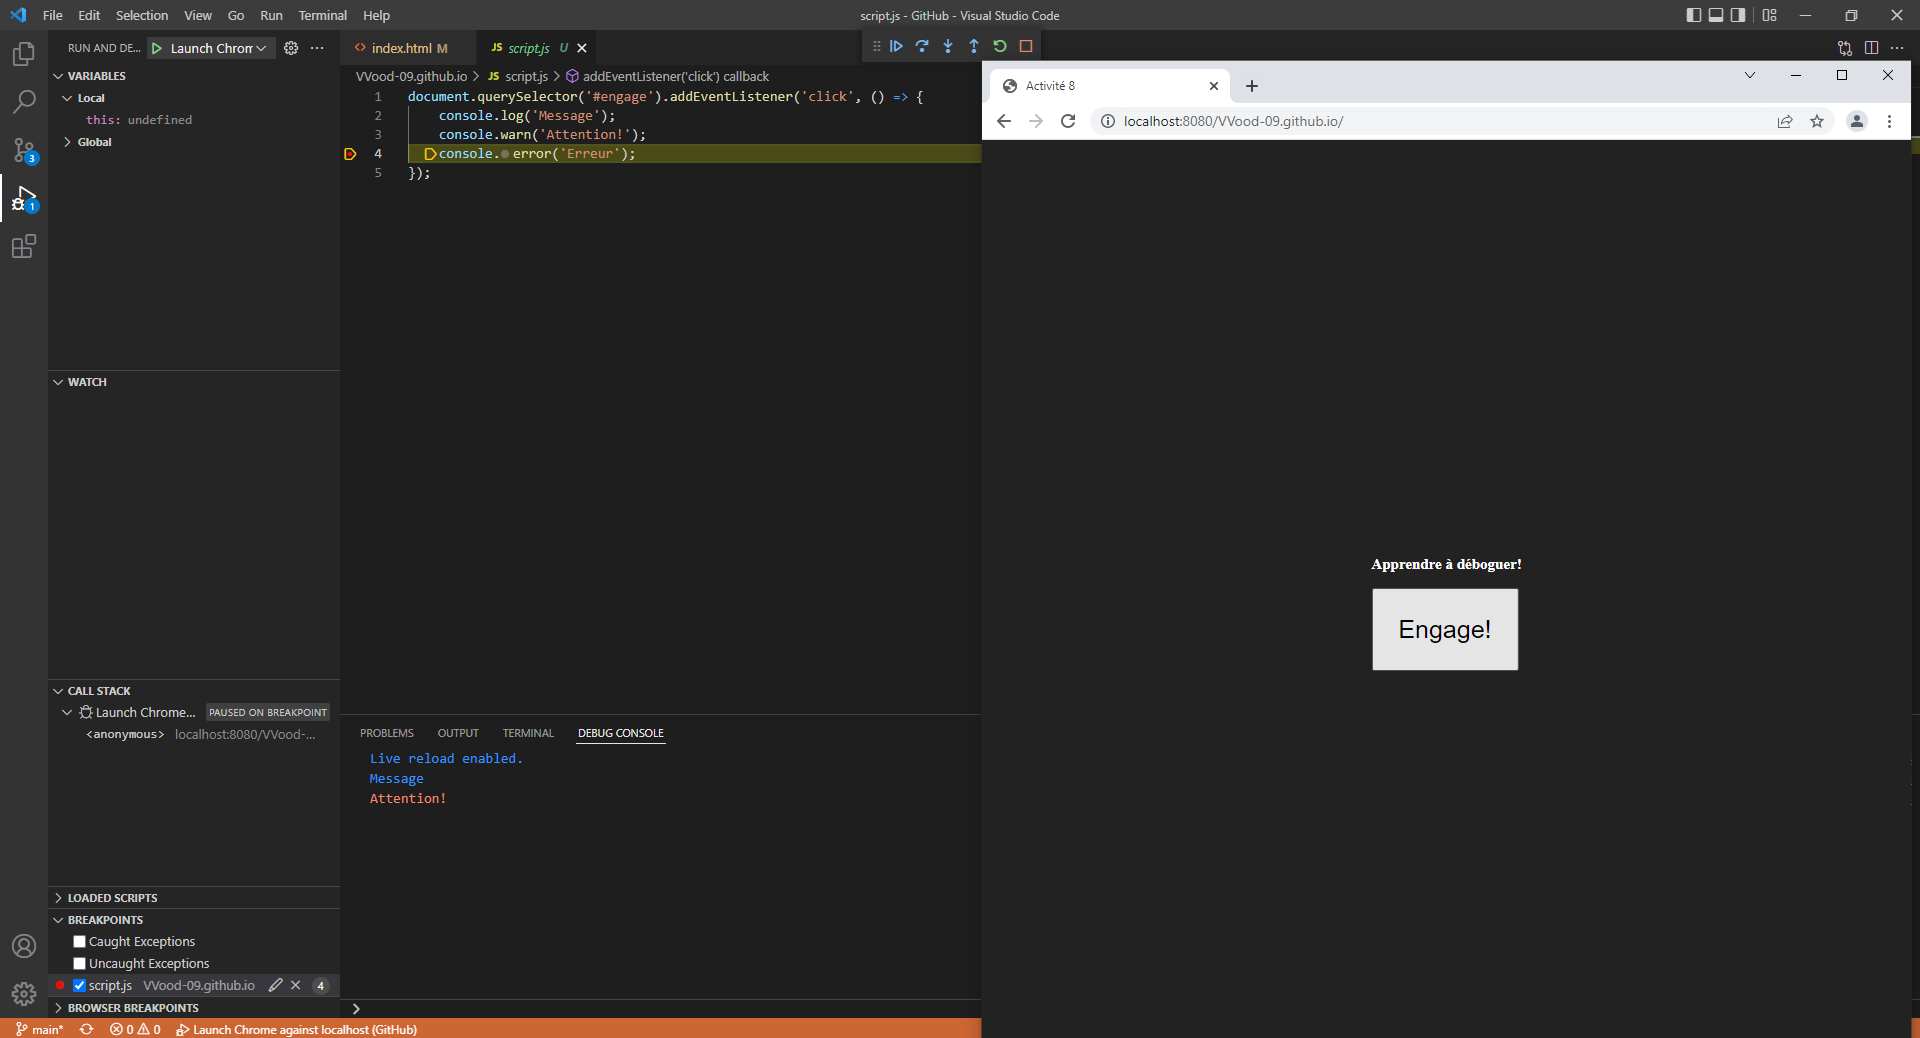 File Edit Selection View Go Run Terminal Help
script.js - GitHub - Visual Studio Code
RUN AND DE... Launch Chrom
index.html M
JS script.js U
VARIABLES
Local
this: undefined
Global
VVood-09.github.io > JS script.js > addEventListener('click') callback
1 document.querySelector('#engage').addEventListener('click', () => {
2 console.log('Message');
3 console.warn('Attention!');
4 console.error('Erreur');
5 });
3
1
WATCH
CALL STACK
Launch Chrome... PAUSED ON BREAKPOINT
<anonymous> localhost:8080/VVood-...
LOADED SCRIPTS
BREAKPOINTS
Caught Exceptions
Uncaught Exceptions
script.js VVood-09.github.io 4
BROWSER BREAKPOINTS
PROBLEMS OUTPUT TERMINAL DEBUG CONSOLE
Live reload enabled.
Message
Attention!
main* 0 0 Launch Chrome against localhost (GitHub)
Activité 8
localhost:8080/VVood-09.github.io/
Apprendre à déboguer!
Engage!